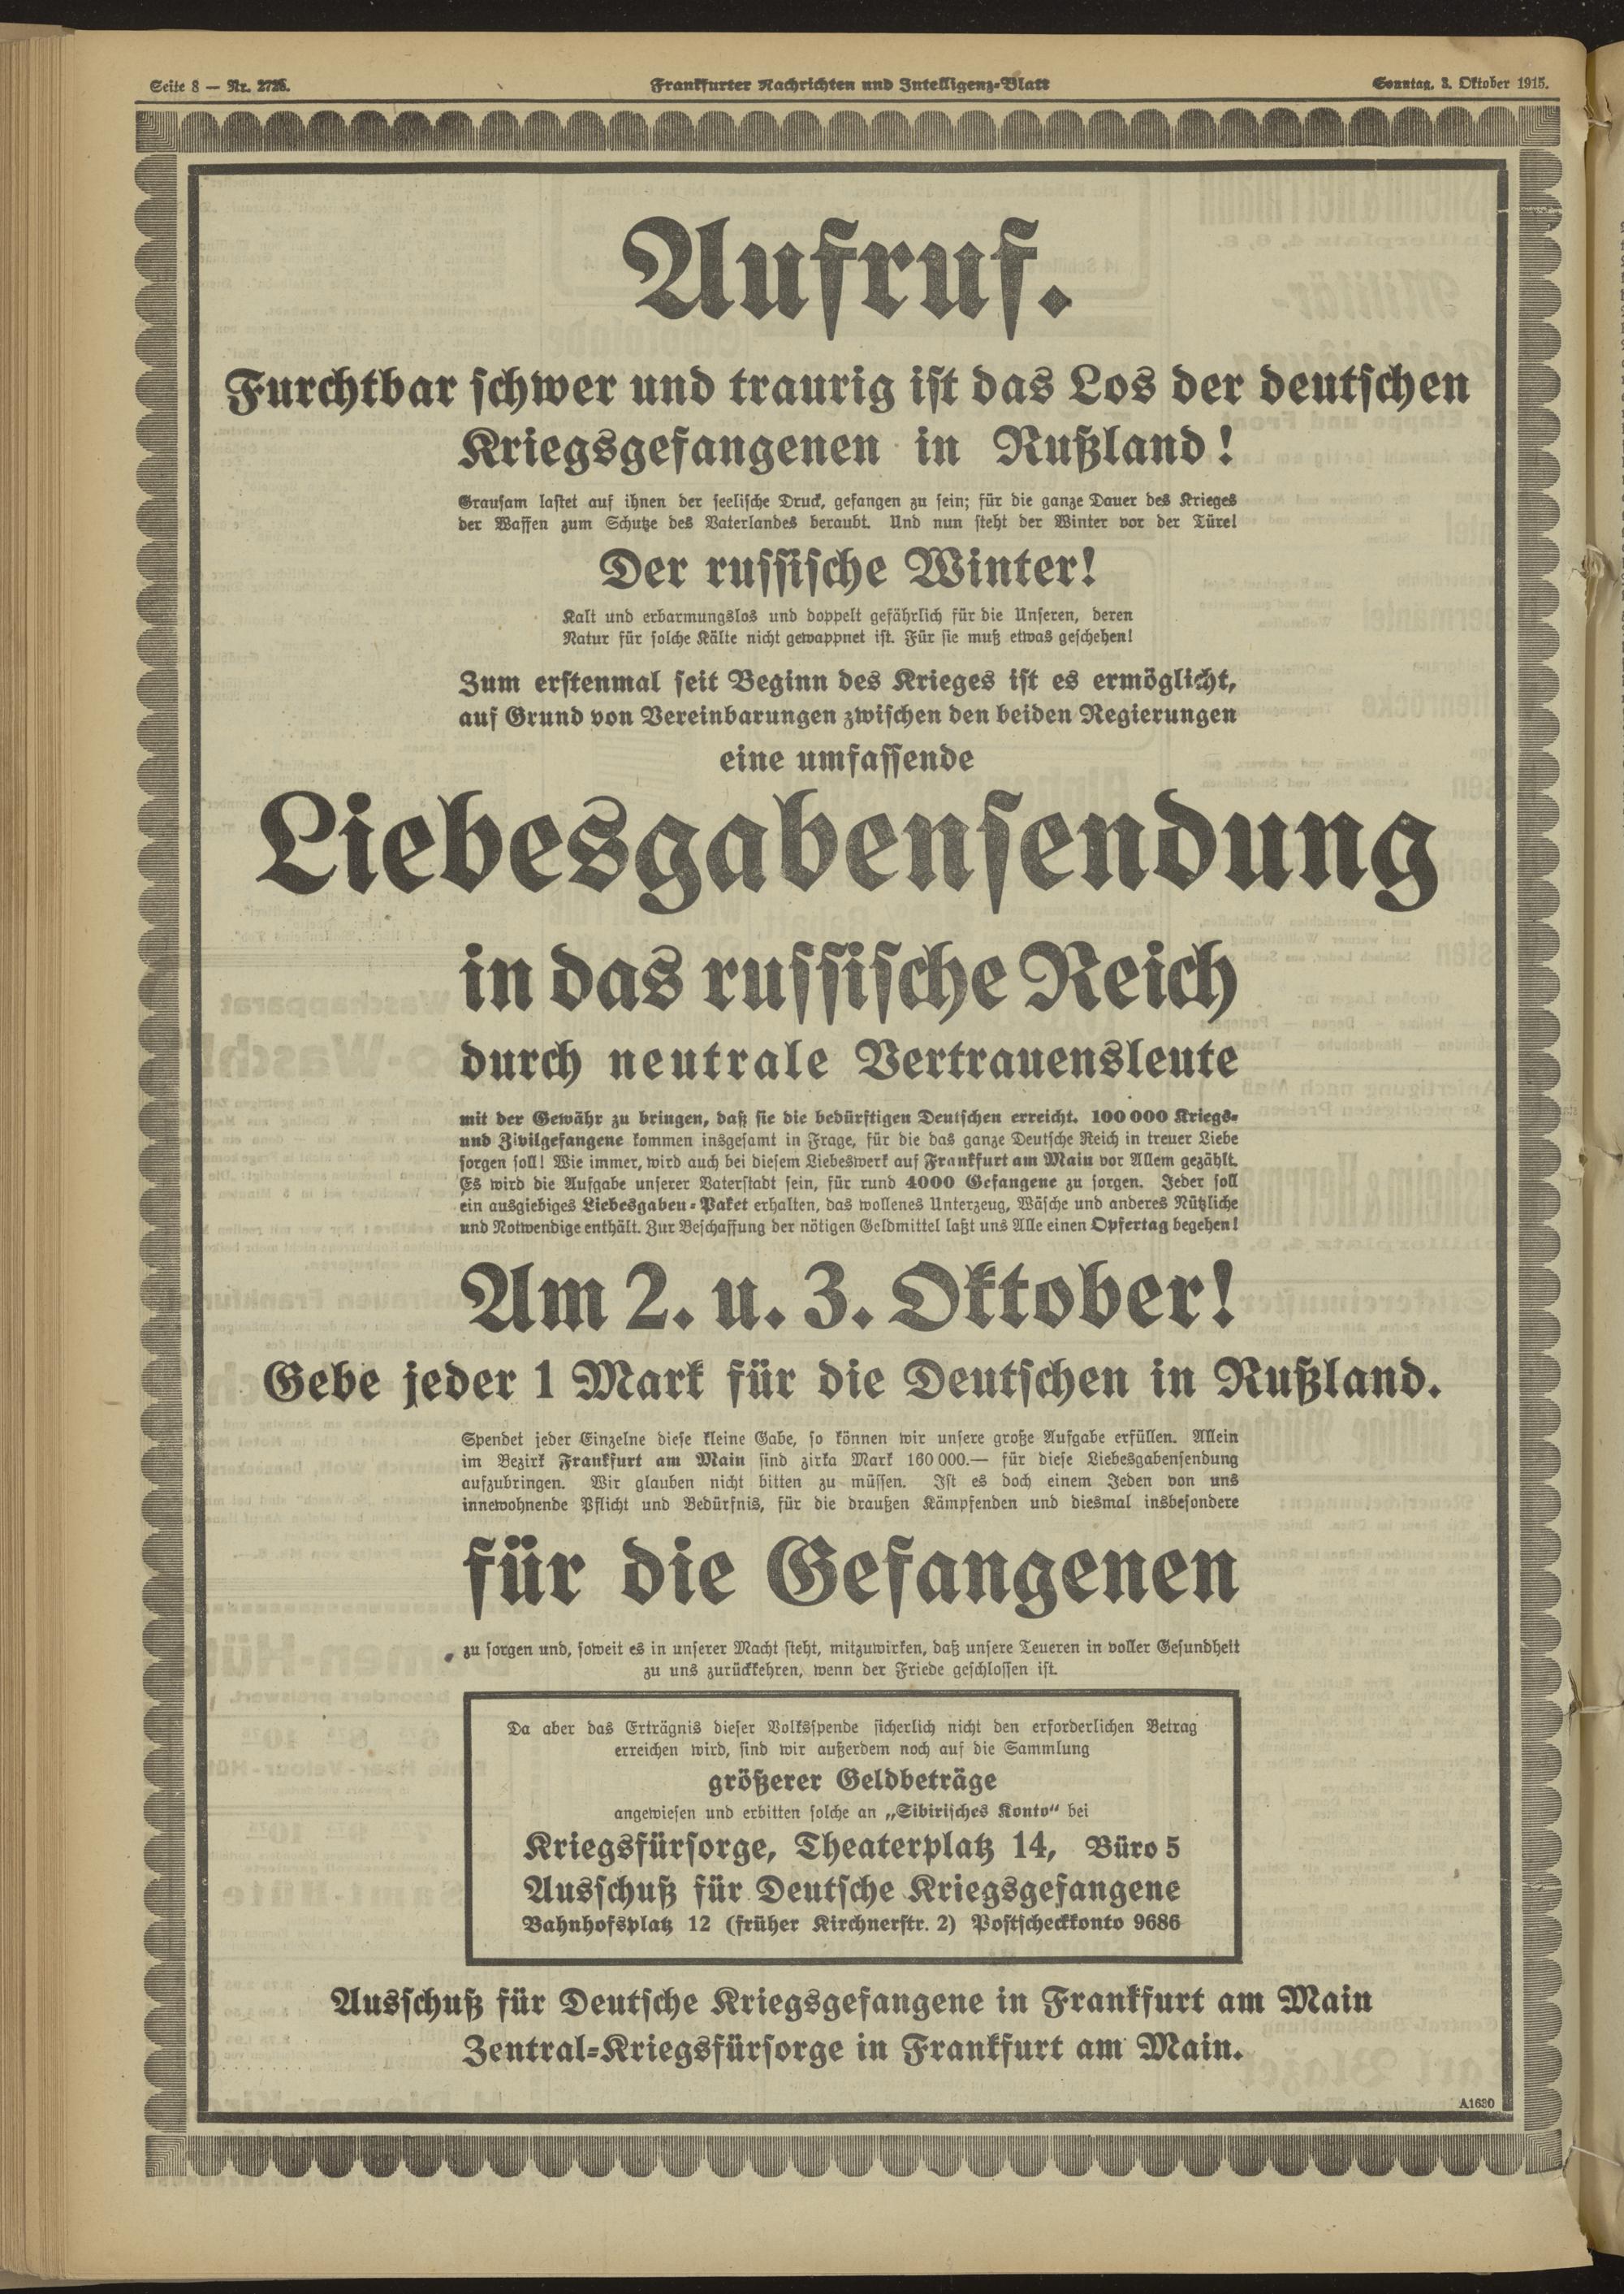 Seite 8 — Nr. 2726.
Frankfurter Nachrichten und Intelligenz-Blatt
Sonntag, 3. Oktober 1915.
Aufruf.
Furchtbar schwer und traurig ist das Los der deutschen
Kriegsgefangenen in Rußland!
Grausam lastet auf ihnen der seelische Druck, gefangen zu sein; für die ganze Dauer des Krieges
der Waffen zum Schutze des Vaterlandes beraubt. Und nun steht der Winter vor der Türe!
Der russische Winter!
Kalt und erbarmungslos und doppelt gefährlich für die Unseren, deren
Natur für solche Kälte nicht gewappnet ist. Für sie muß etwas geschehen!
Zum erstenmal seit Beginn des Krieges ist es ermöglicht,
auf Grund von Vereinbarungen zwischen den beiden Regierungen
eine umfassende
Liebesgabensendung
in das russische Reich
durch neutrale Vertrauensleute
mit der Gewähr zu bringen, daß sie die bedürftigen Deutschen erreicht. 100 000 Kriegs-
und Zivilgefangene kommen insgesamt in Frage, für die das ganze Deutsche Reich in treuer Liebe
sorgen soll! Wie immer, wird auch bei diesem Liebeswerk auf Frankfurt am Main vor Allem gezählt.
Es wird die Aufgabe unserer Vaterstadt sein, für rund 4000 Gefangene zu sorgen. Jeder soll
ein ausgiebiges Liebesgaben-Paket erhalten, das wollenes Unterzeug, Wäsche und anderes Nützliche
und Notwendige enthält. Zur Beschaffung der nötigen Geldmittel laßt uns Alle einen Opfertag begehen!
Am 2. u. 3. Oktober!
Gebe jeder 1 Mark für die Deutschen in Rußland.
Spendet jeder Einzelne diese kleine Gabe, so können wir unsere große Aufgabe erfüllen. Allein
im Bezirk Frankfurt am Main sind zirka Mark 160 000.— für diese Liebesgabensendung
aufzubringen. Wir glauben nicht bitten zu müssen. Ist es doch einem Jeden von uns
innewohnende Pflicht und Bedürfnis, für die draußen Kämpfenden und diesmal insbesondere
für die Gefangenen
zu sorgen und, soweit es in unserer Macht steht, mitzuwirken, daß unsere Teueren in voller Gesundheit
zu uns zurückkehren, wenn der Friede geschlossen ist.
Da aber das Erträgnis dieser Volksspende sicherlich nicht den erforderlichen Betrag
erreichen wird, sind wir außerdem noch auf die Sammlung
größerer Geldbeträge
angewiesen und erbitten solche an „Sibirisches Konto“ bei
Kriegsfürsorge, Theaterplatz 14, Büro 5
Ausschuß für Deutsche Kriegsgefangene
Bahnhofsplatz 12 (früher Kirchnerstr. 2) Postscheckkonto 9686
Ausschuß für Deutsche Kriegsgefangene in Frankfurt am Main
Zentral-Kriegsfürsorge in Frankfurt am Main.
A1630